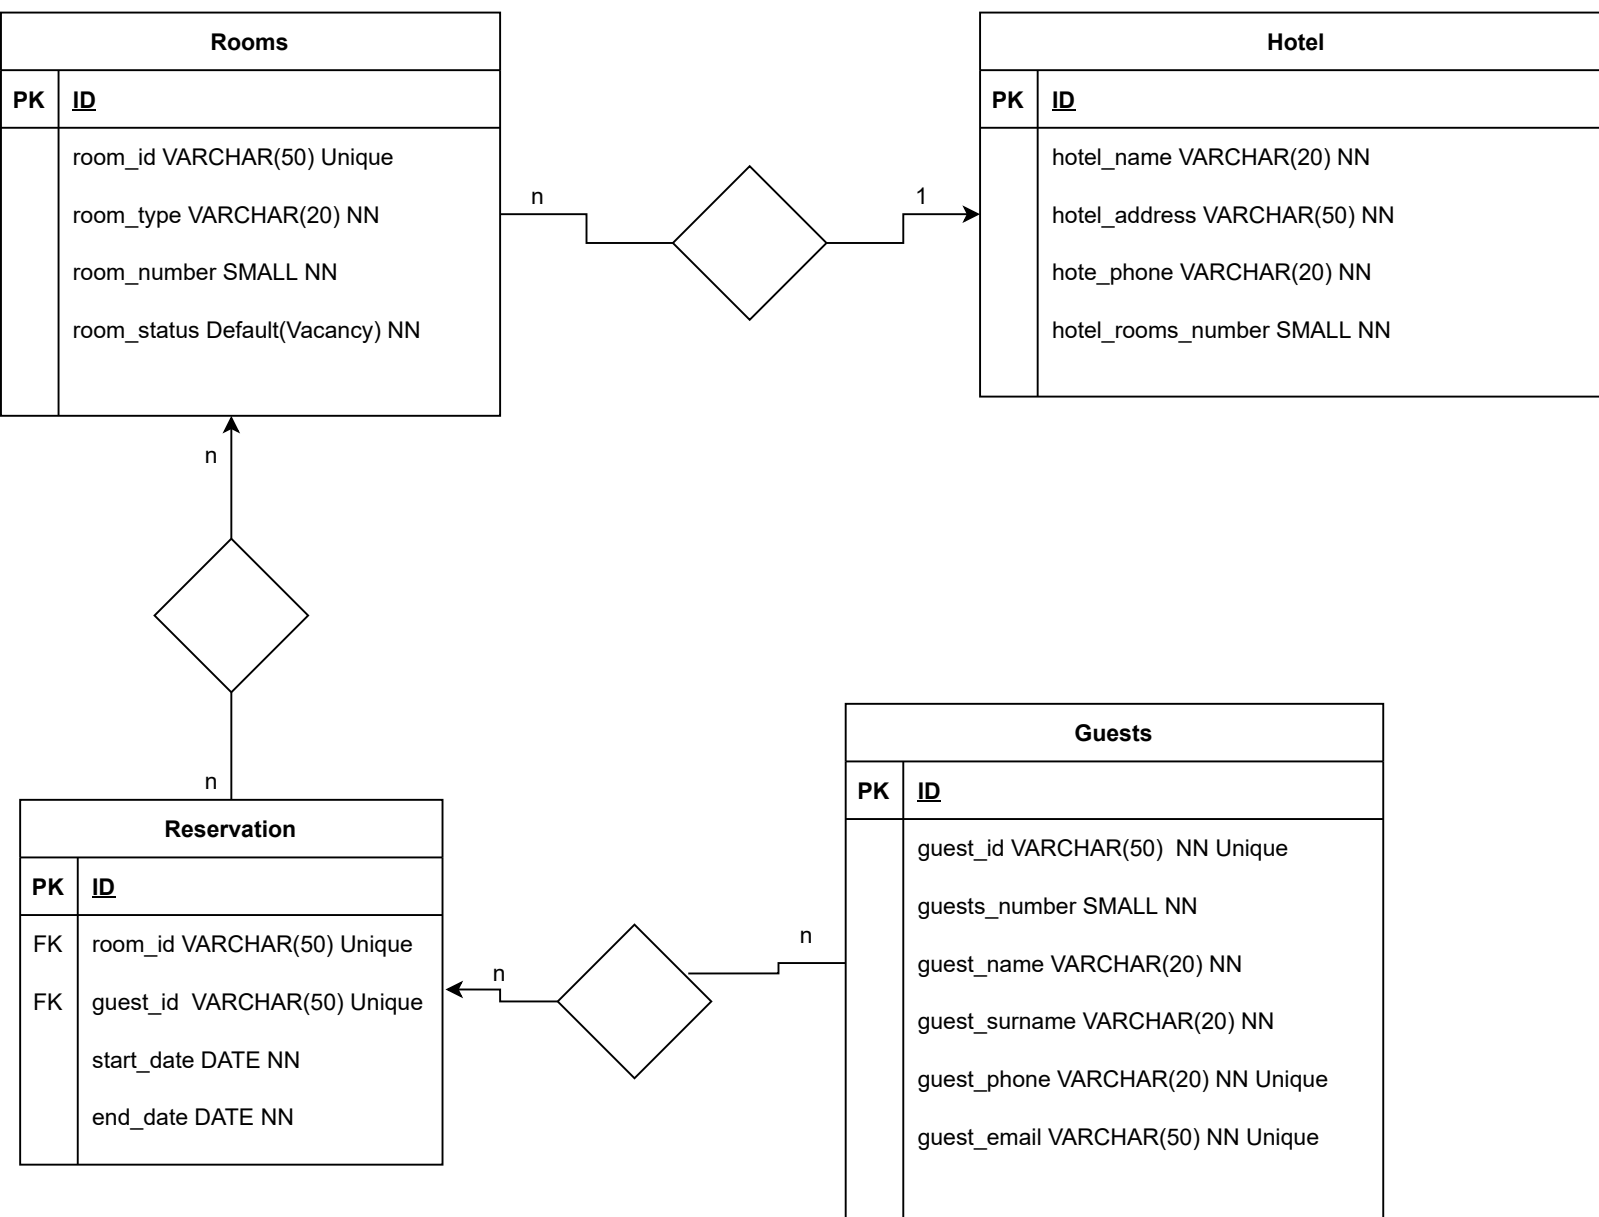 Rooms
PK ID
room_id VARCHAR(50) Unique
room_type VARCHAR(20) NN
room_number SMALL NN
room_status Default(Vacancy) NN
n
1
Hotel
PK ID
hotel_name VARCHAR(20) NN
hotel_address VARCHAR(50) NN
hote_phone VARCHAR(20) NN
hotel_rooms_number SMALL NN
n
n
Reservation
PK ID
FK room_id VARCHAR(50) Unique
FK guest_id VARCHAR(50) Unique
start_date DATE NN
end_date DATE NN
n
n
Guests
PK ID
guest_id VARCHAR(50) NN Unique
guests_number SMALL NN
guest_name VARCHAR(20) NN
guest_surname VARCHAR(20) NN
guest_phone VARCHAR(20) NN Unique
guest_email VARCHAR(50) NN Unique